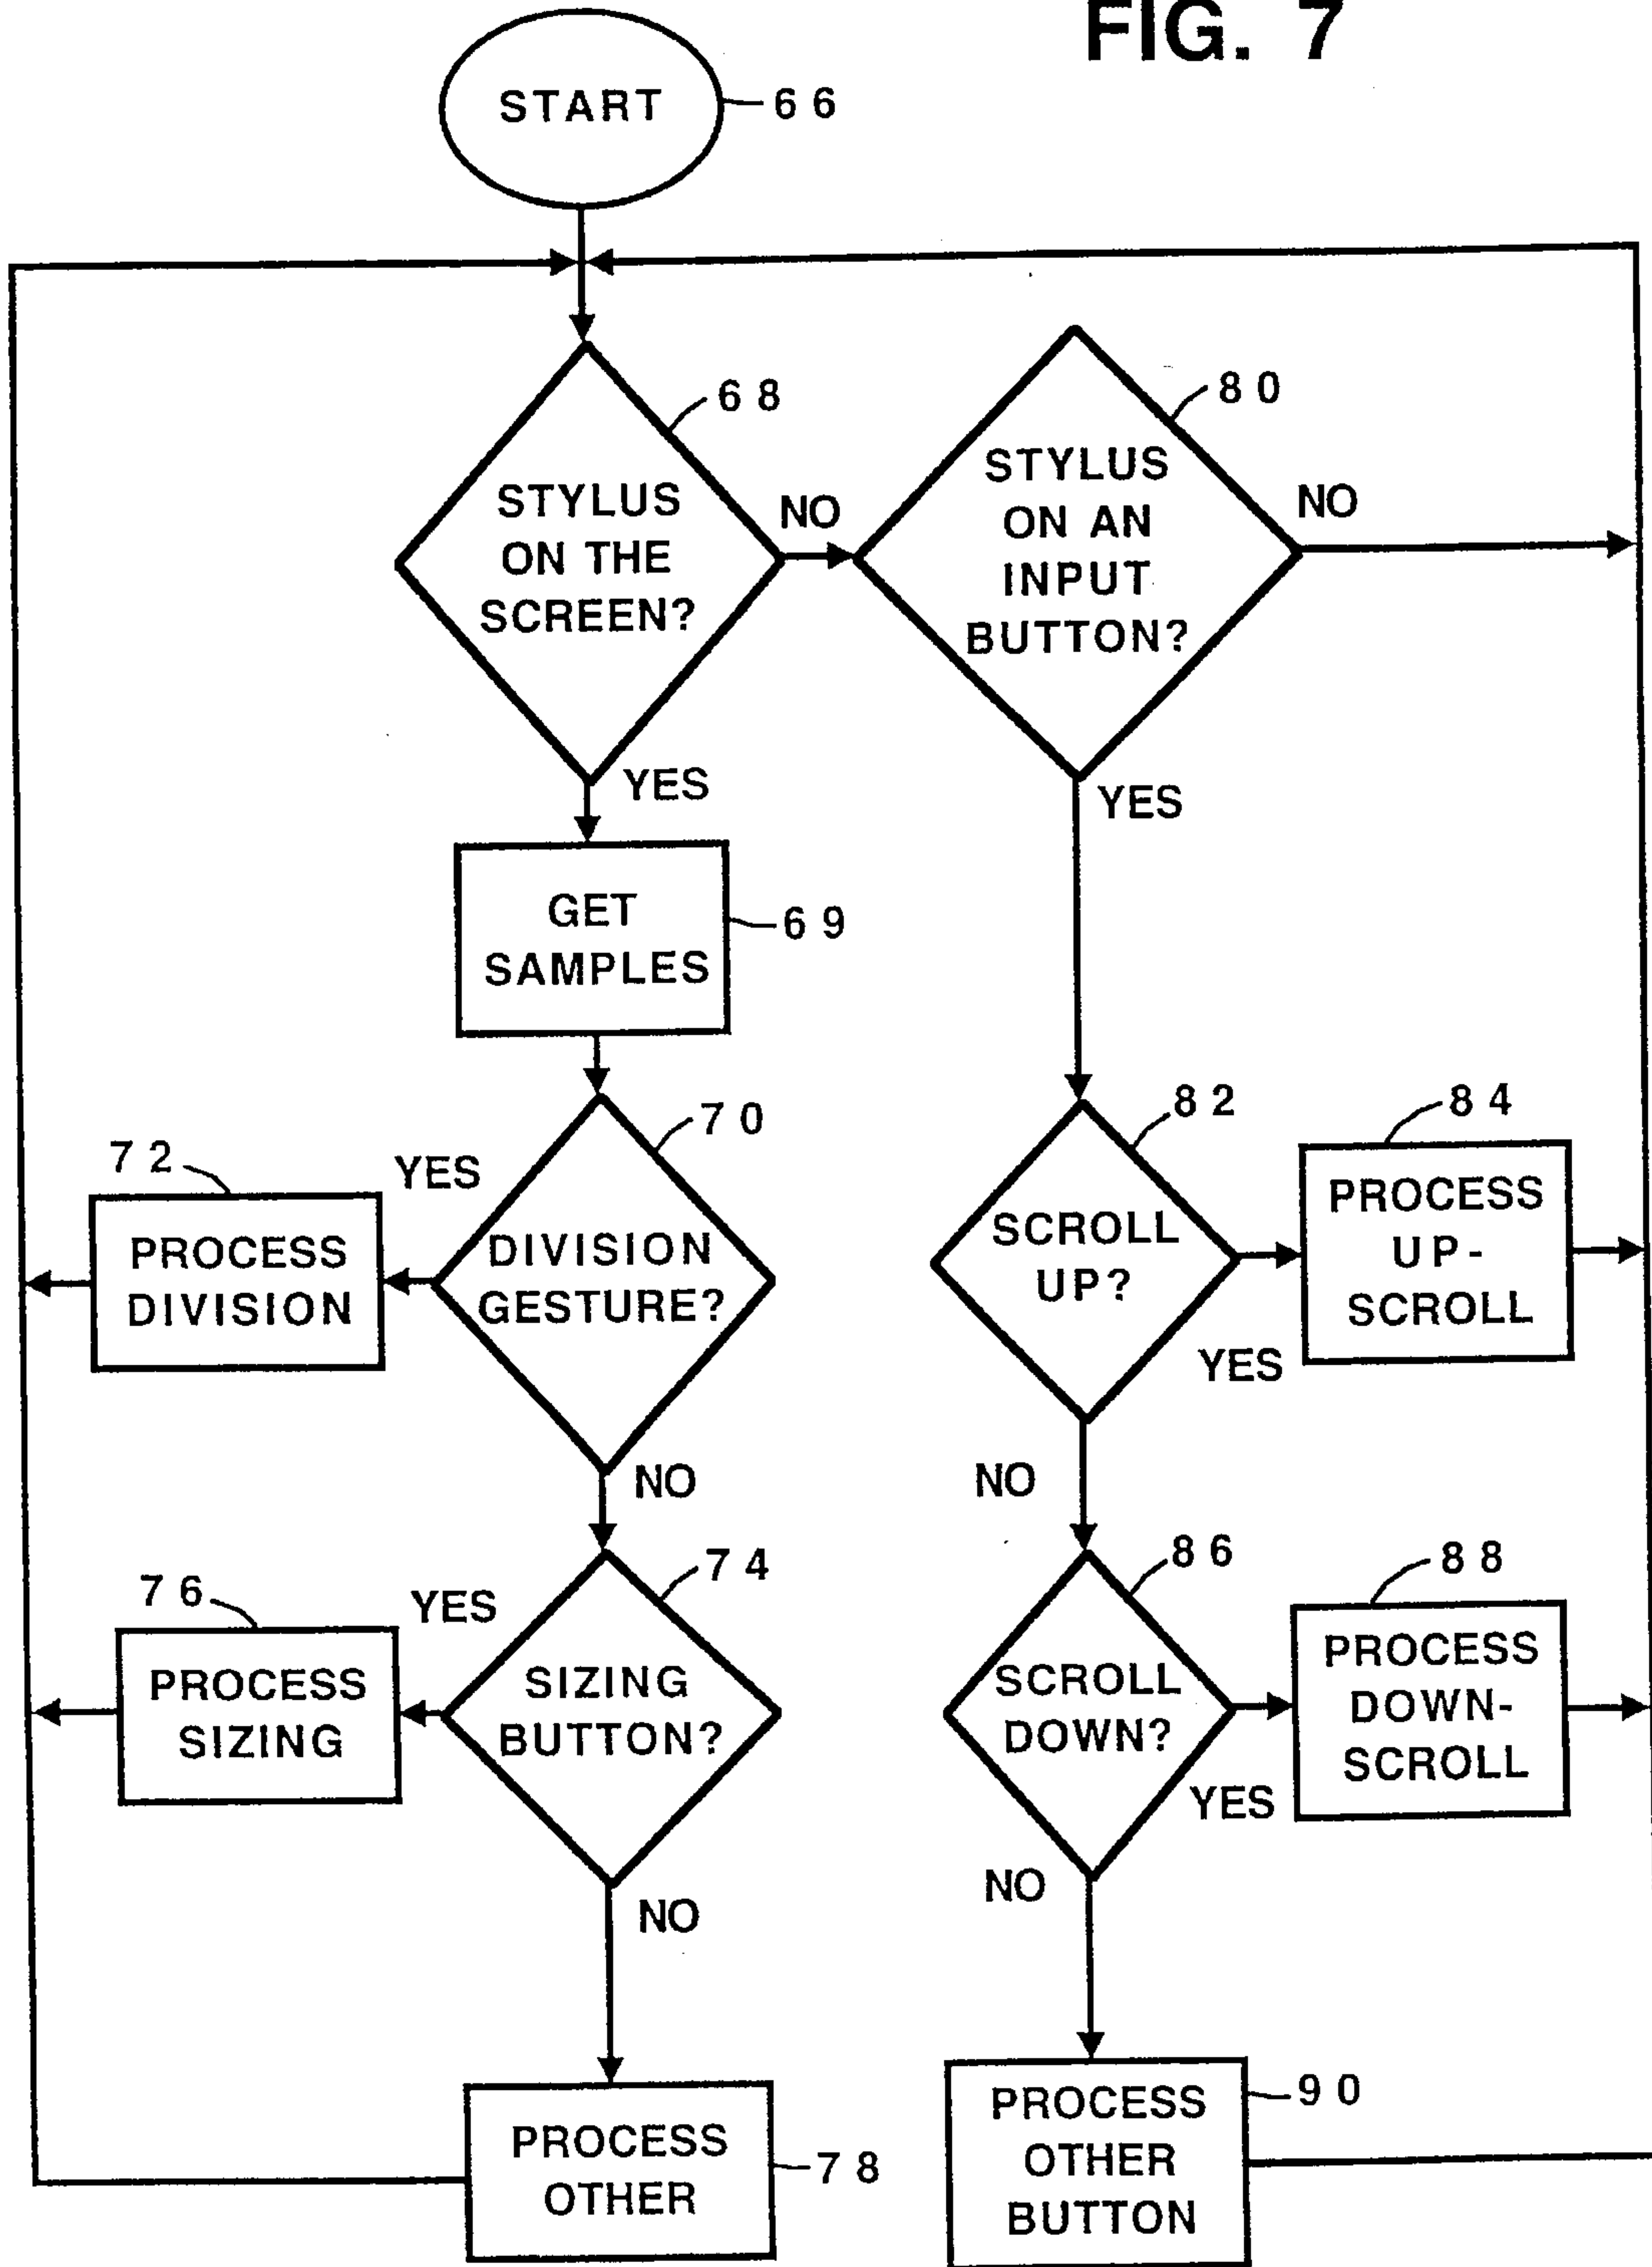 FIG. 7
START
66
68
STYLUS
ON THE
SCREEN?
NO
YES
80
STYLUS
ON AN
INPUT
BUTTON?
NO
YES
GET
SAMPLES
69
70
DIVISION
GESTURE?
YES
NO
72
PROCESS
DIVISION
82
SCROLL
UP?
YES
NO
84
PROCESS
UP-
SCROLL
74
SIZING
BUTTON?
YES
NO
76
PROCESS
SIZING
86
SCROLL
DOWN?
YES
NO
88
PROCESS
DOWN-
SCROLL
PROCESS
OTHER
78
PROCESS
OTHER
BUTTON
90